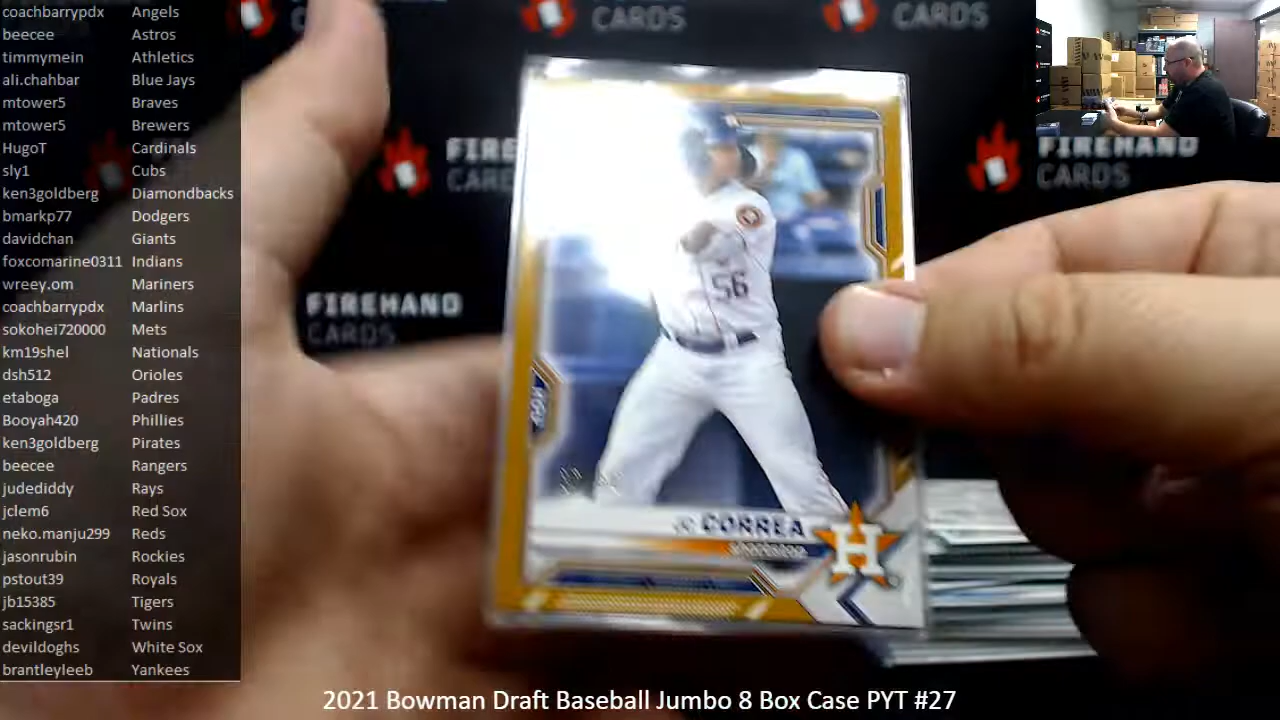 coachbarrypdx Angels
beecee Astros
timmymein Athletics
ali.chahbar Blue Jays
mtower5 Braves
mtower5 Brewers
HugoT Cardinals
sly1 Cubs
ken3goldberg Diamondbacks
bmarkp77 Dodgers
davidchan Giants
foxcomarine0311 Indians
wreey.om Mariners
coachbarrypdx Marlins
sokohei720000 Mets
km19shel Nationals
dsh512 Orioles
etaboga Padres
Booyah420 Phillies
ken3goldberg Pirates
beecee Rangers
judediddy Rays
jclem6 Red Sox
neko.manju299 Reds
jasonrubin Rockies
pstout39 Royals
jb15385 Tigers
sackingsr1 Twins
devildoghs White Sox
brantleyleeb Yankees
CARDS
CARDS
FIRE
CARDS
FIREHAND
CARDS
FIREHAND
CARDS
56
CORREA
H
2021 Bowman Draft Baseball Jumbo 8 Box Case PYT #27